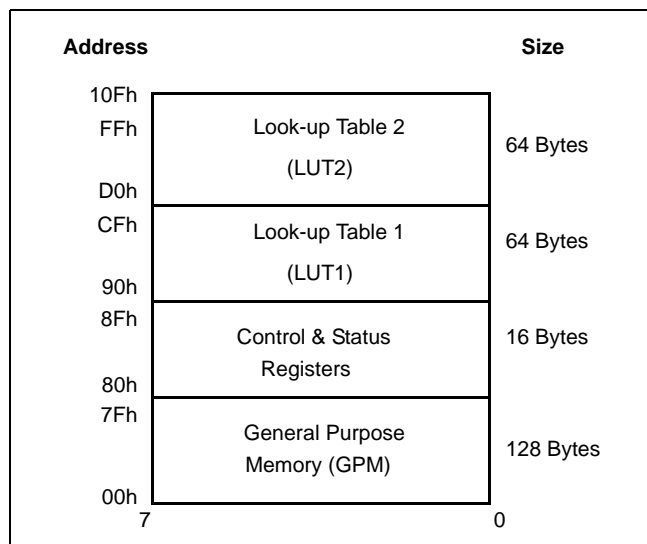 Address Size
10Fh
FFh
Look-up Table 2
(LUT2)
64 Bytes
D0h
CFh
Look-up Table 1
(LUT1)
64 Bytes
90h
8Fh
Control & Status
Registers
16 Bytes
80h
7Fh
General Purpose
Memory (GPM)
128 Bytes
00h
7 0